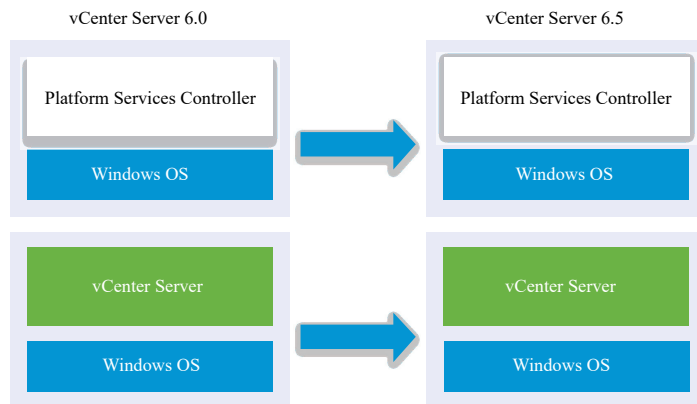 vCenter Server 6.0
vCenter Server 6.5
Platform Services Controller
Platform Services Controller
Windows OS
Windows OS
vCenter Server
vCenter Server
Windows OS
Windows OS